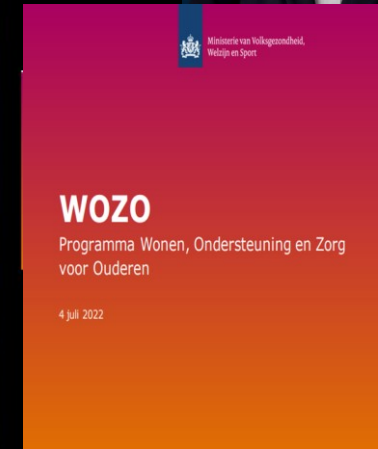 Ministerie van Volksgezondheid,
Welzijn en Sport
WOZO
Programma Wonen, Ondersteuning en Zorg
voor Ouderen
4 juli 2022